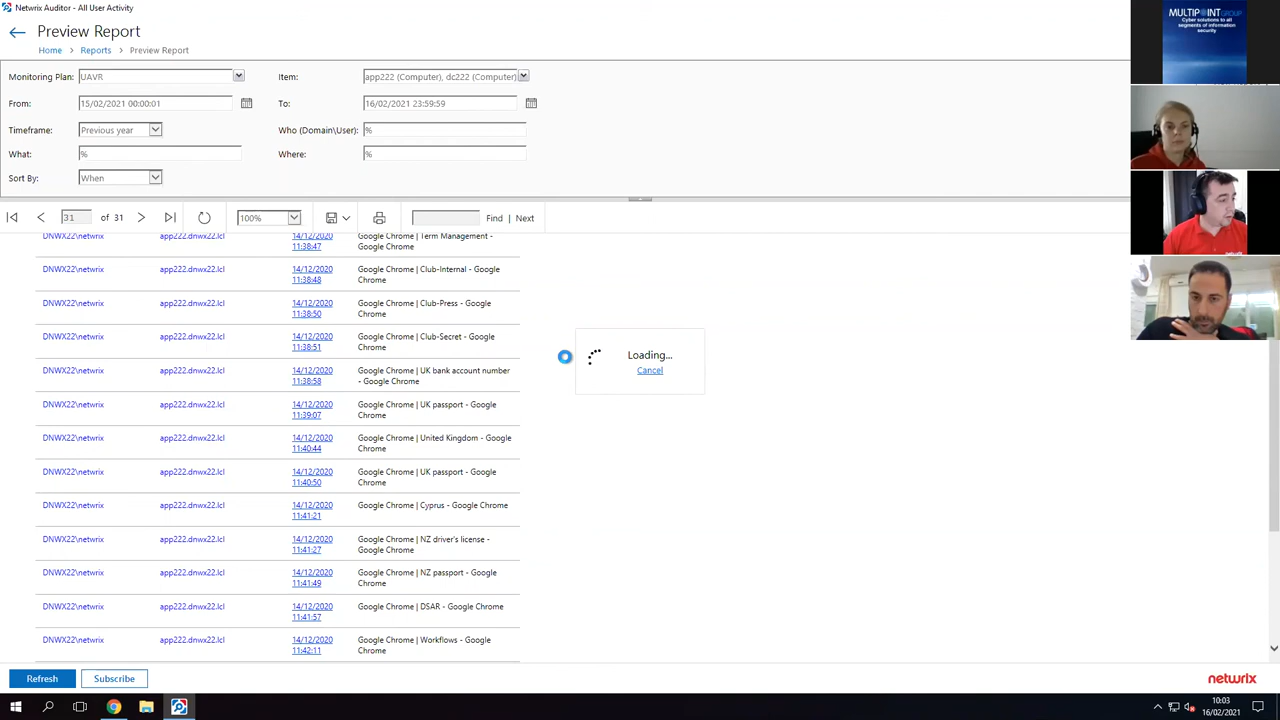 Netwrix Auditor - All User Activity
Preview Report
Home > Reports > Preview Report
Monitoring Plan: UAVR Item: app222 (Computer), dc222 (Computer)
From: 15/02/2021 00:00:01 To: 16/02/2021 23:59:59
Timeframe: Previous year Who (Domain\User): %
What: % Where: %
Sort By: When
31 of 31 100% Find | Next
DNWX22\netwrix app222.dnwx22.lcl 14/12/2020 Google Chrome | Term Management -
11:38:47 Google Chrome
DNWX22\netwrix app222.dnwx22.lcl 14/12/2020 Google Chrome | Club-Internal - Google
11:38:48 Chrome
DNWX22\netwrix app222.dnwx22.lcl 14/12/2020 Google Chrome | Club-Press - Google
11:38:50 Chrome
DNWX22\netwrix app222.dnwx22.lcl 14/12/2020 Google Chrome | Club-Secret - Google
11:38:51 Chrome
DNWX22\netwrix app222.dnwx22.lcl 14/12/2020 Google Chrome | UK bank account number
11:38:58 - Google Chrome
DNWX22\netwrix app222.dnwx22.lcl 14/12/2020 Google Chrome | UK passport - Google
11:39:07 Chrome
DNWX22\netwrix app222.dnwx22.lcl 14/12/2020 Google Chrome | United Kingdom - Google
11:40:44 Chrome
DNWX22\netwrix app222.dnwx22.lcl 14/12/2020 Google Chrome | UK passport - Google
11:40:50 Chrome
DNWX22\netwrix app222.dnwx22.lcl 14/12/2020 Google Chrome | Cyprus - Google Chrome
11:41:21
DNWX22\netwrix app222.dnwx22.lcl 14/12/2020 Google Chrome | NZ driver's license -
11:41:27 Google Chrome
DNWX22\netwrix app222.dnwx22.lcl 14/12/2020 Google Chrome | NZ passport - Google
11:41:49 Chrome
DNWX22\netwrix app222.dnwx22.lcl 14/12/2020 Google Chrome | DSAR - Google Chrome
11:41:57
DNWX22\netwrix app222.dnwx22.lcl 14/12/2020 Google Chrome | Workflows - Google
11:42:11 Chrome
Loading...
Cancel
Refresh Subscribe netwrix
10:03
16/02/2021
MULTIPOINT GROUP
Cyber solutions to all
segments of information
security
netwrix